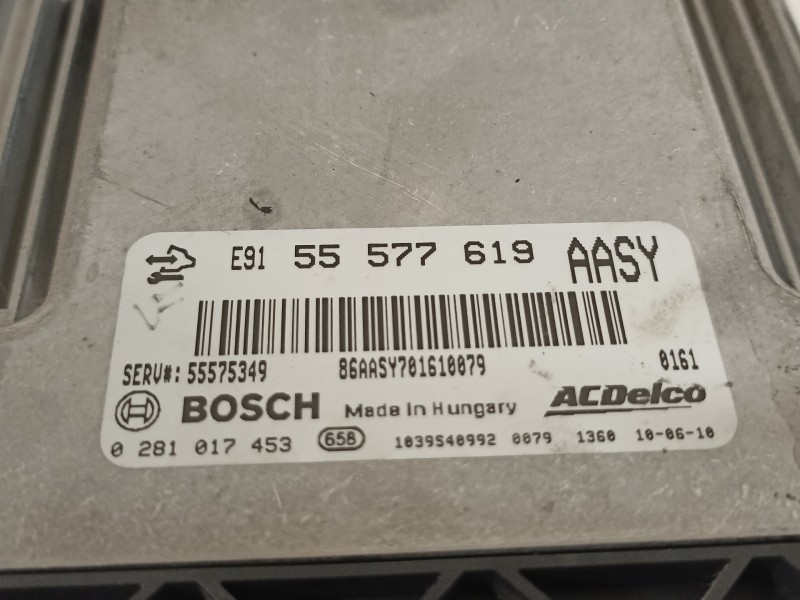 E91 55 577 619 AASY
SERV#: 55575349 86AASY701610079 0161
BOSCH Made in Hungary ACDelco
0 281 017 453 658 1039S40992 0079 1360 10-06-10